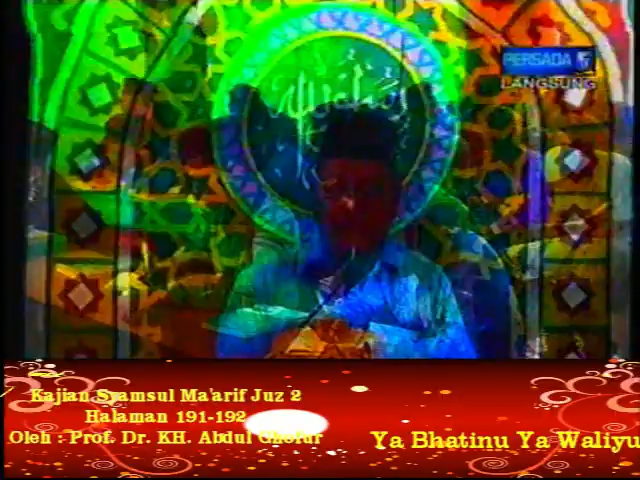 PERSADA
LANGSUNG
Kajian Syamsul Ma'arif Juz 2
Halaman 191-192
Oleh : Prof. Dr. KH. Abdul Ghofur
Ya Bhatinu Ya Waliyu